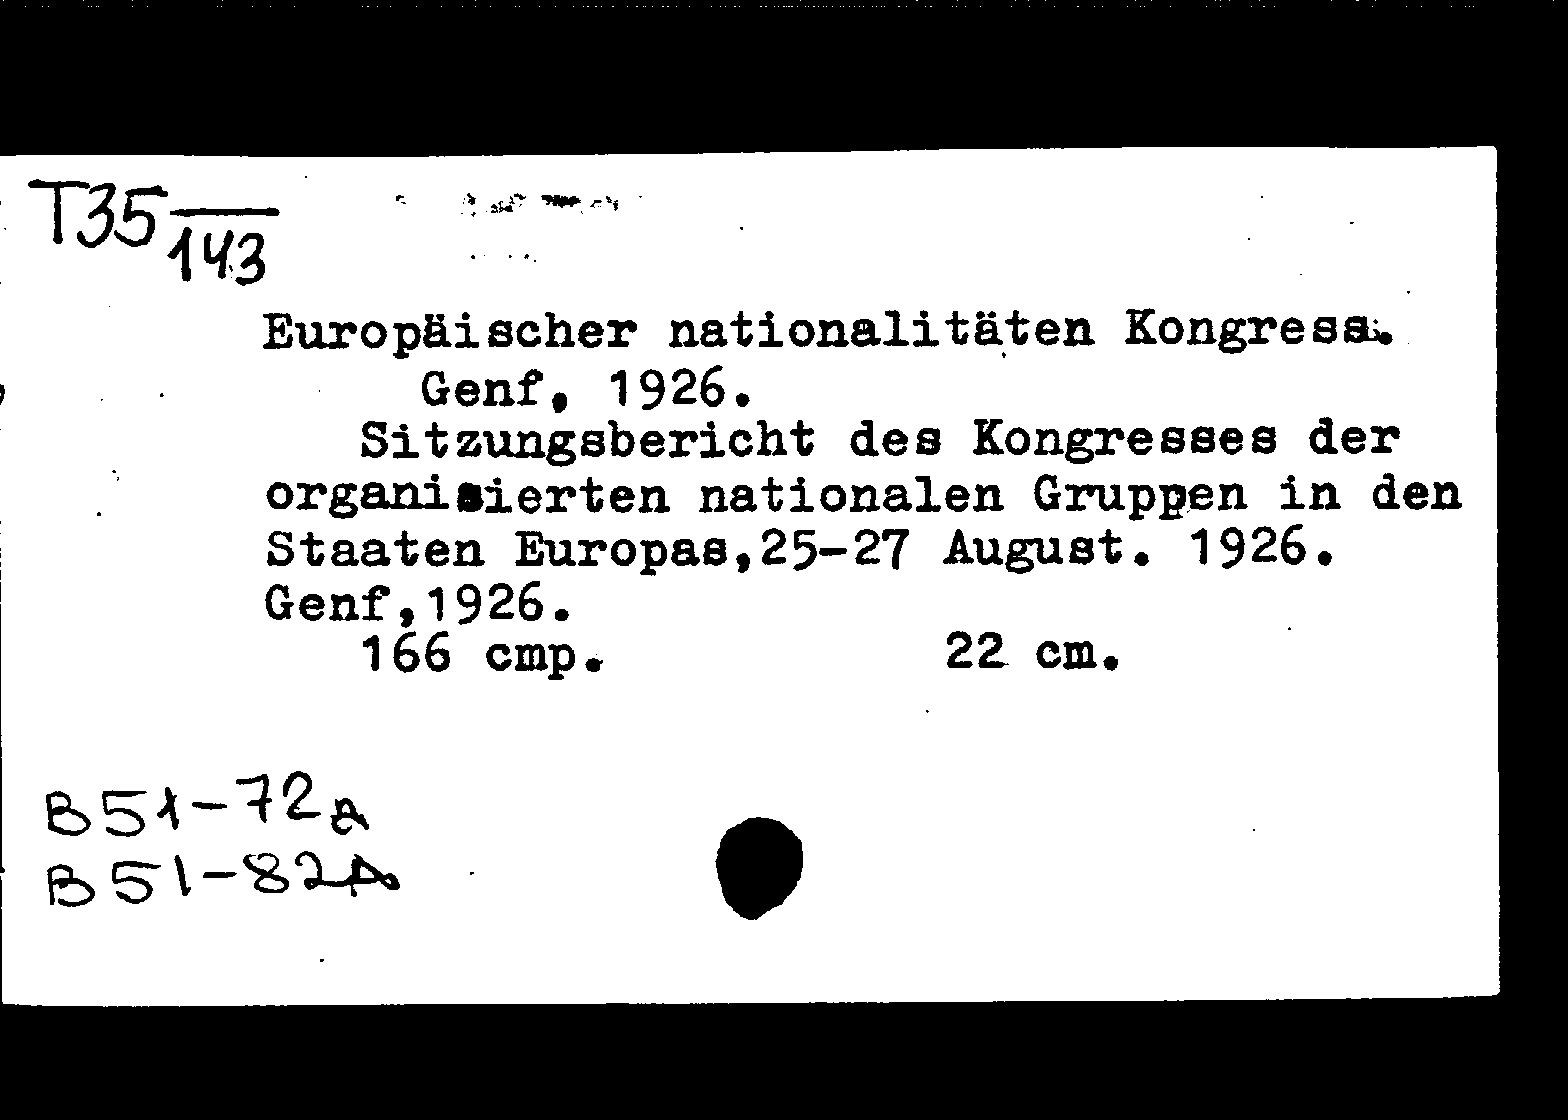 T35
143
Europäischer nationalitäten Kongress.
Genf, 1926.
Sitzungsbericht des Kongresses der
organisierten nationalen Gruppen in den
Staaten Europas,25-27 August. 1926.
Genf,1926.
166 cmp. 22 cm.
B51-72A
B51-82A